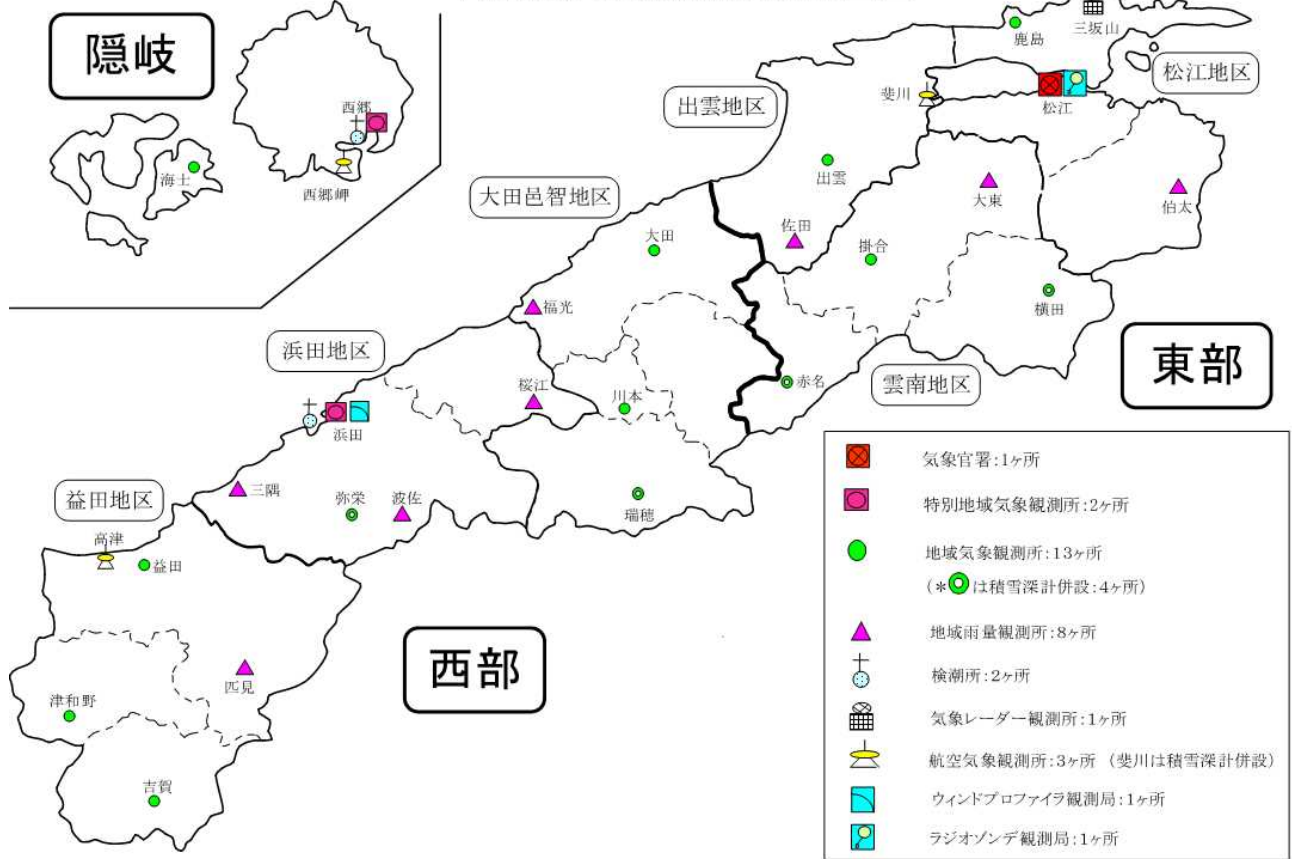 隠岐
西郷
海士
西郷岬
鹿島
三坂山
松江地区
出雲地区
斐川
松江
出雲
大東
伯太
大田邑智地区
大田
佐田
掛合
横田
福光
東部
浜田地区
桜江
川本
赤名
雲南地区
浜田
三隅
弥栄
波佐
瑞穂
益田地区
高津
益田
西部
匹見
津和野
吉賀
気象官署:1ヶ所
特別地域気象観測所:2ヶ所
地域気象観測所:13ヶ所
(*は積雪深計併設:4ヶ所)
地域雨量観測所:8ヶ所
検潮所:2ヶ所
気象レーダー観測所:1ヶ所
航空気象観測所:3ヶ所 (斐川は積雪深計併設)
ウィンドプロファイラ観測局:1ヶ所
ラジオゾンデ観測局:1ヶ所